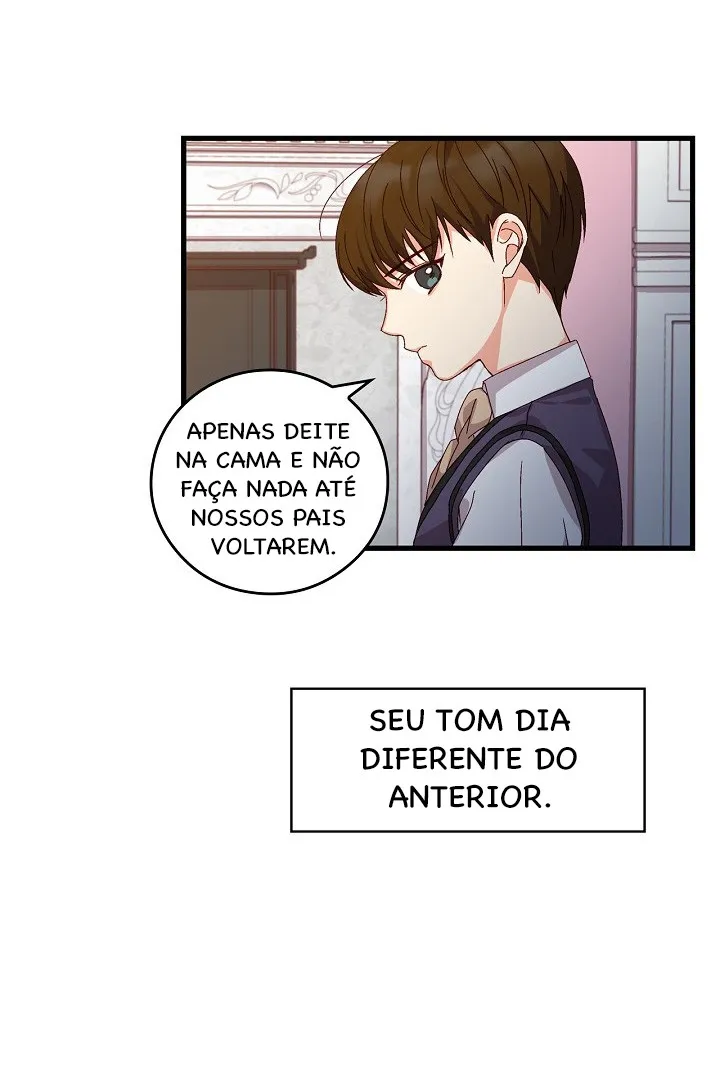 APENAS DEITE
NA CAMA E NÃO
FAÇA NADA ATÉ
NOSSOS PAIS
VOLTAREM.
SEU TOM DIA
DIFERENTE DO
ANTERIOR.